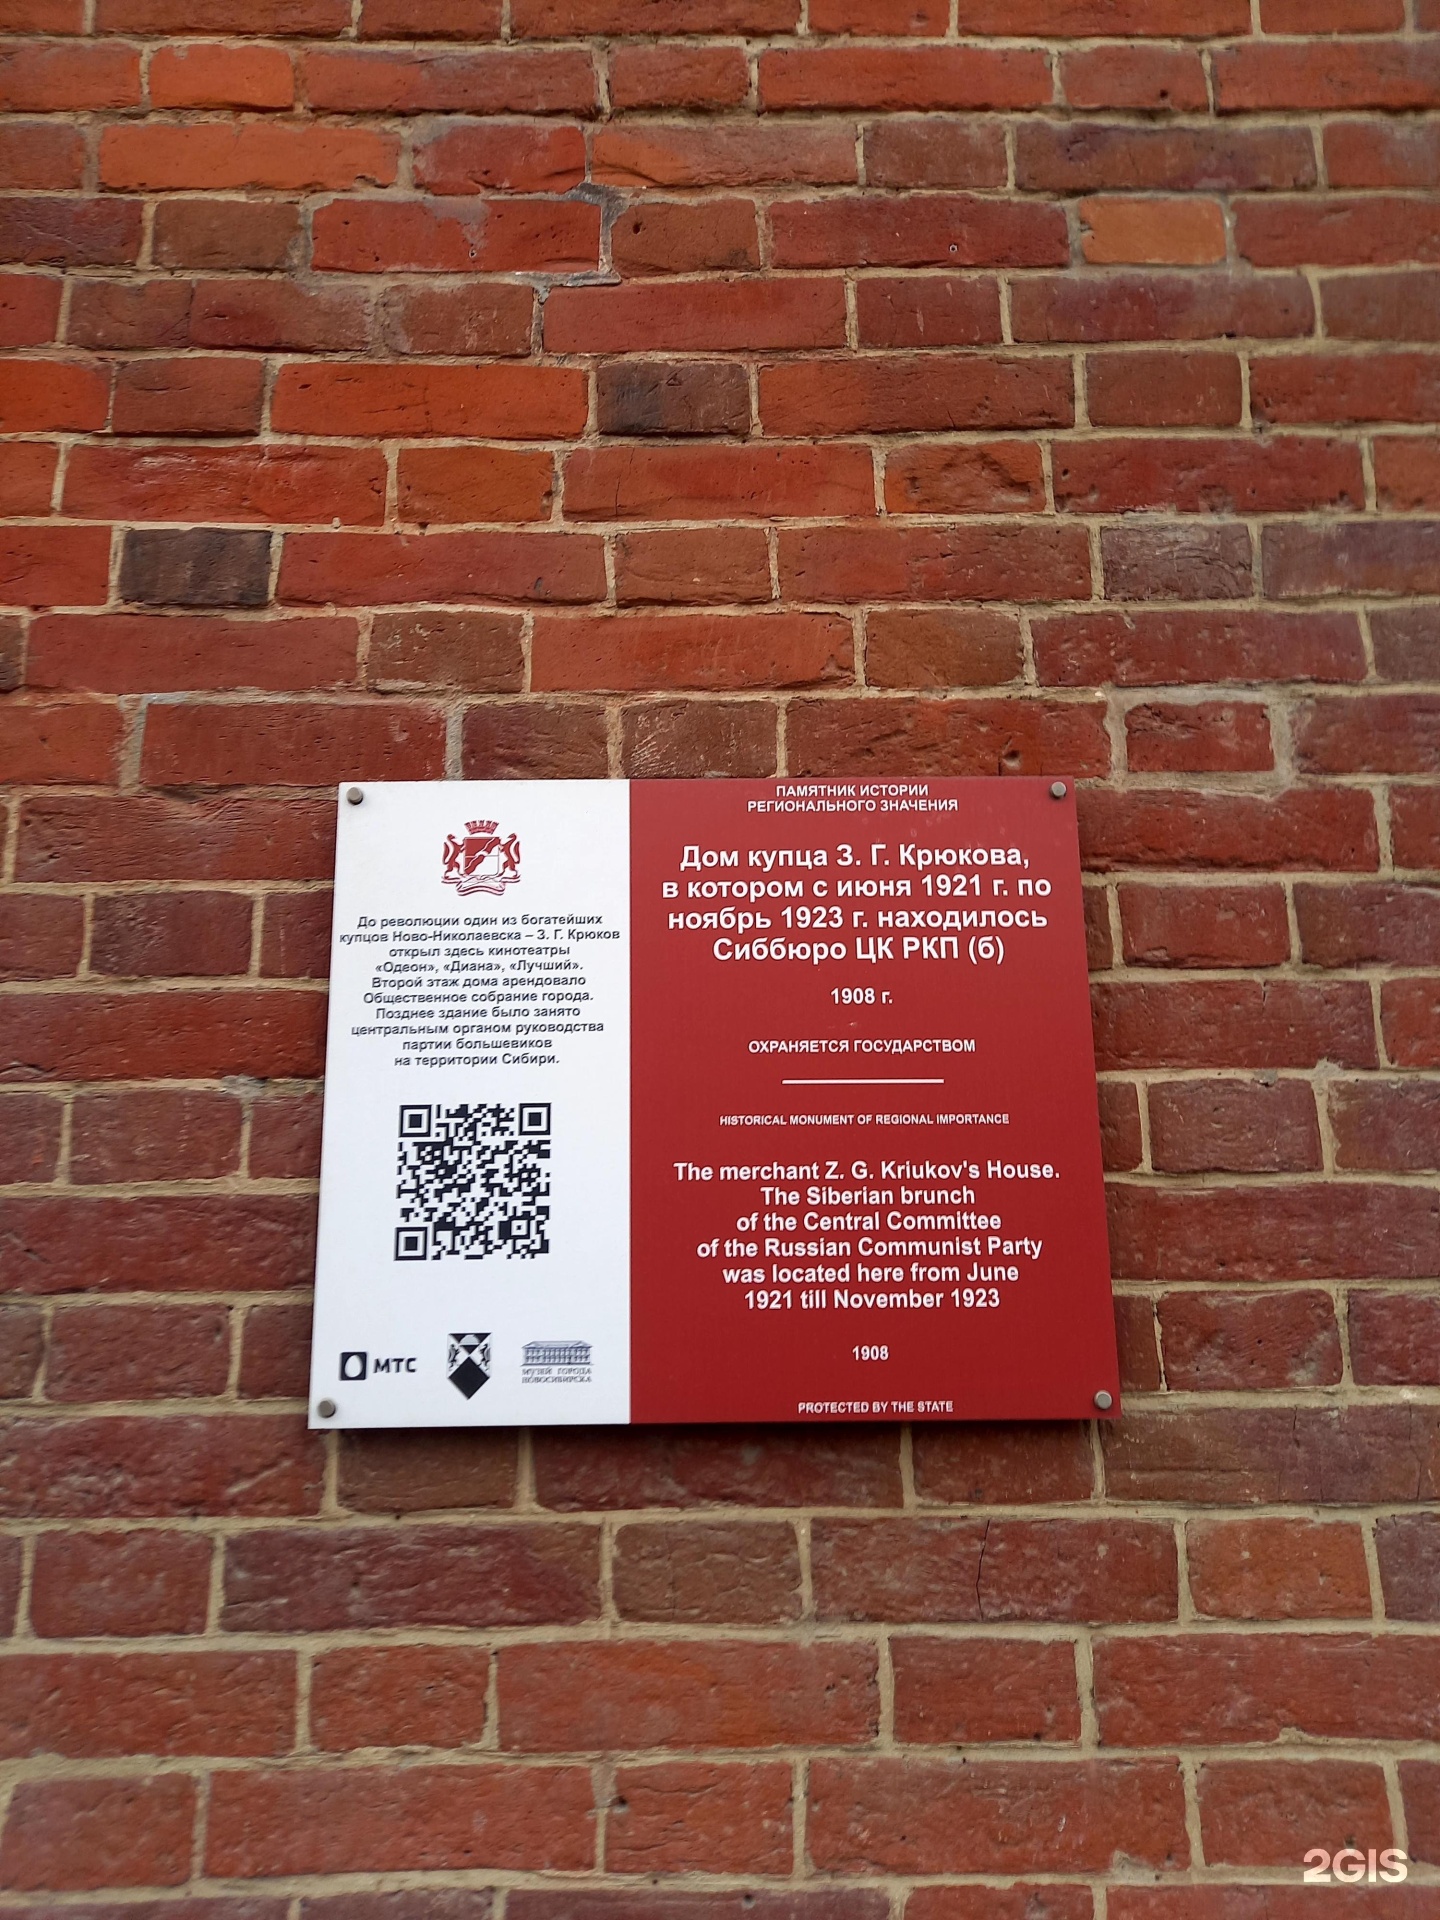 До революции один из богатейших
купцов Ново-Николаевска – З. Г. Крюков
открыл здесь кинотеатры
«Одеон», «Диана», «Лучший».
Второй этаж дома арендовало
Общественное собрание города.
Позднее здание было занято
центральным органом руководства
партии большевиков
на территории Сибири.
МТС
МУЗЕЙ ГОРОДА
НОВОСИБИРСКА
ПАМЯТНИК ИСТОРИИ
РЕГИОНАЛЬНОГО ЗНАЧЕНИЯ
Дом купца З. Г. Крюкова,
в котором с июня 1921 г. по
ноябрь 1923 г. находилось
Сиббюро ЦК РКП (б)
1908 г.
ОХРАНЯЕТСЯ ГОСУДАРСТВОМ
HISTORICAL MONUMENT OF REGIONAL IMPORTANCE
The merchant Z. G. Kriukov's House.
The Siberian brunch
of the Central Committee
of the Russian Communist Party
was located here from June
1921 till November 1923
1908
PROTECTED BY THE STATE
2GIS